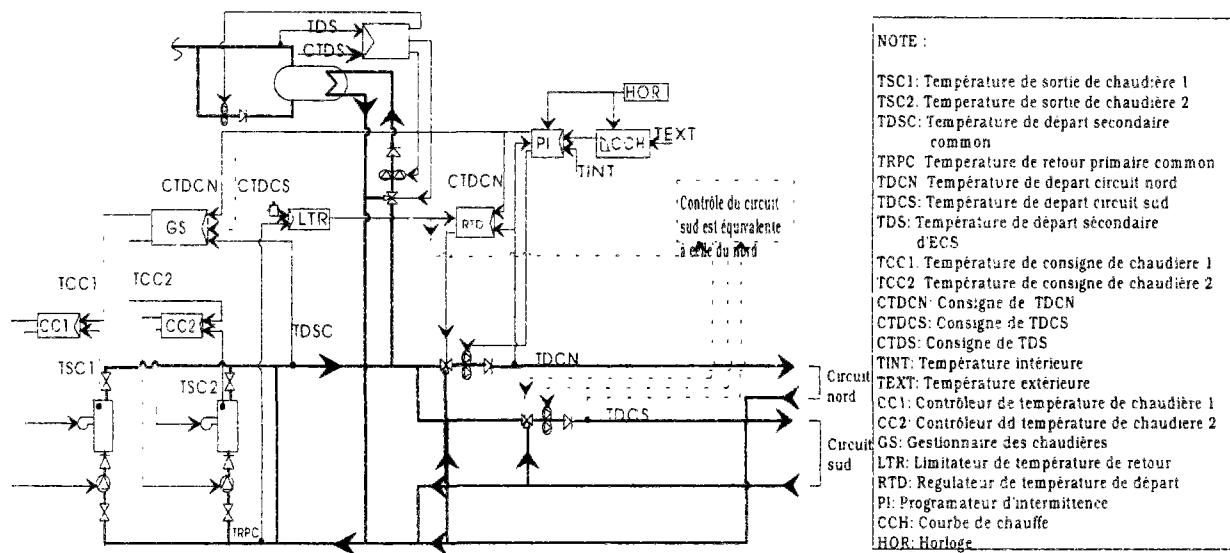 TDS
CTDS
HOR
PI
CCH
TEXT
TINT
CTDCN
CTDCS
CTDCN
GS
LTR
RTD
Contrôle du circuit
sud est équivalente
à celle du nord
TCC1
TCC2
CC1
CC2
TDSC
TSC1
TSC2
TDCN
TDCS
Circuit
nord
Circuit
sud
TRPC
NOTE :
TSC1: Température de sortie de chaudière 1
TSC2. Temperature de sortie de chaudière 2
TDSC: Température de départ secondaire
common
TRPC Temperature de retour primaire common
TDCN Température de depart circuit nord
TDCS: Température de depart circuit sud
TDS: Température de départ sécondaire
d'ECS
TCC1. Température de consigne de chaudiere 1
TCC2 Température de consigne de chaudière 2
CTDCN: Consigne de TDCN
CTDCS: Consigne de TDCS
CTDS: Consigne de TDS
TINT: Température intérieure
TEXT: Température extérieure
CC1: Contrôleur de température de chaudière 1
CC2: Contrôleur dd température de chaudiere 2
GS: Gestionnaire des chaudières
LTR: Limitateur de température de retour
RTD: Regulateur de température de départ
PI: Programateur d'intermittence
CCH: Courbe de chauffe
HOR: Horloge